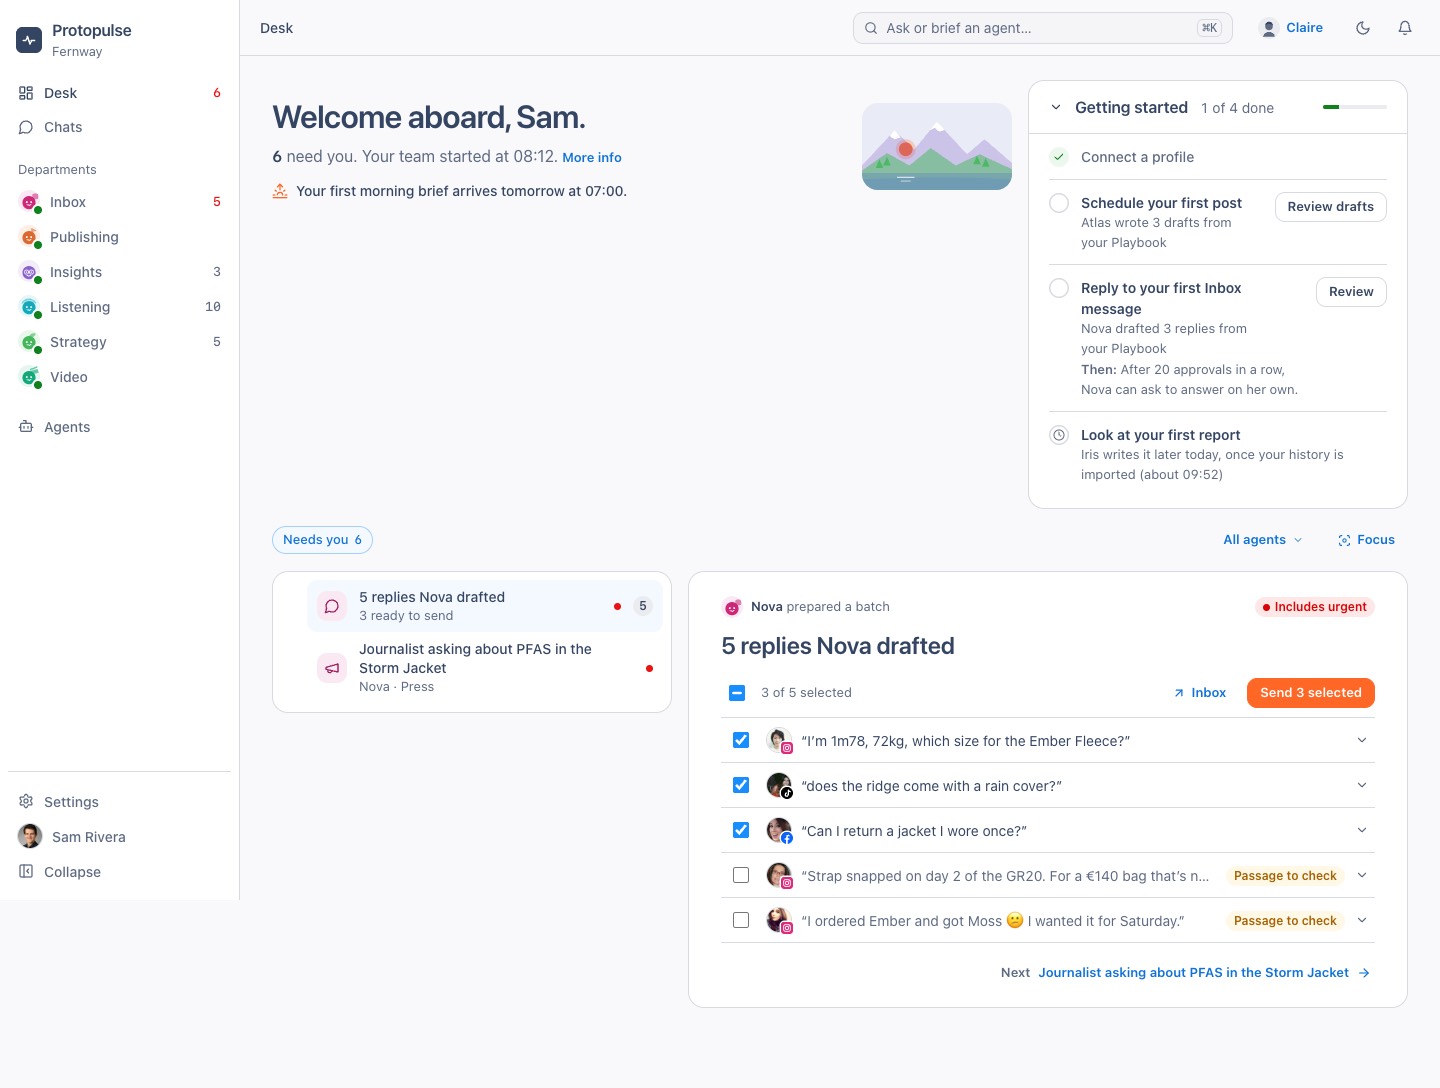 Protopulse
Fernway
Desk 6
Chats
Departments
Inbox 5
Publishing
Insights 3
Listening 10
Strategy 5
Video
Agents
Settings
Sam Rivera
Collapse
Desk
Ask or brief an agent…
⌘K
Claire
Welcome aboard, Sam.
6 need you. Your team started at 08:12. More info
Your first morning brief arrives tomorrow at 07:00.
Getting started 1 of 4 done
Connect a profile
Schedule your first post
Atlas wrote 3 drafts from
your Playbook
Review drafts
Reply to your first Inbox
message
Nova drafted 3 replies from
your Playbook
Then: After 20 approvals in a row,
Nova can ask to answer on her own.
Review
Look at your first report
Iris writes it later today, once your history is
imported (about 09:52)
Needs you 6
All agents
Focus
5 replies Nova drafted
3 ready to send
5
Journalist asking about PFAS in the
Storm Jacket
Nova · Press
Nova prepared a batch
Includes urgent
5 replies Nova drafted
3 of 5 selected
Inbox
Send 3 selected
“I’m 1m78, 72kg, which size for the Ember Fleece?”
“does the ridge come with a rain cover?”
“Can I return a jacket I wore once?”
“Strap snapped on day 2 of the GR20. For a €140 bag that’s n… Passage to check
“I ordered Ember and got Moss 😕 I wanted it for Saturday.” Passage to check
Next Journalist asking about PFAS in the Storm Jacket